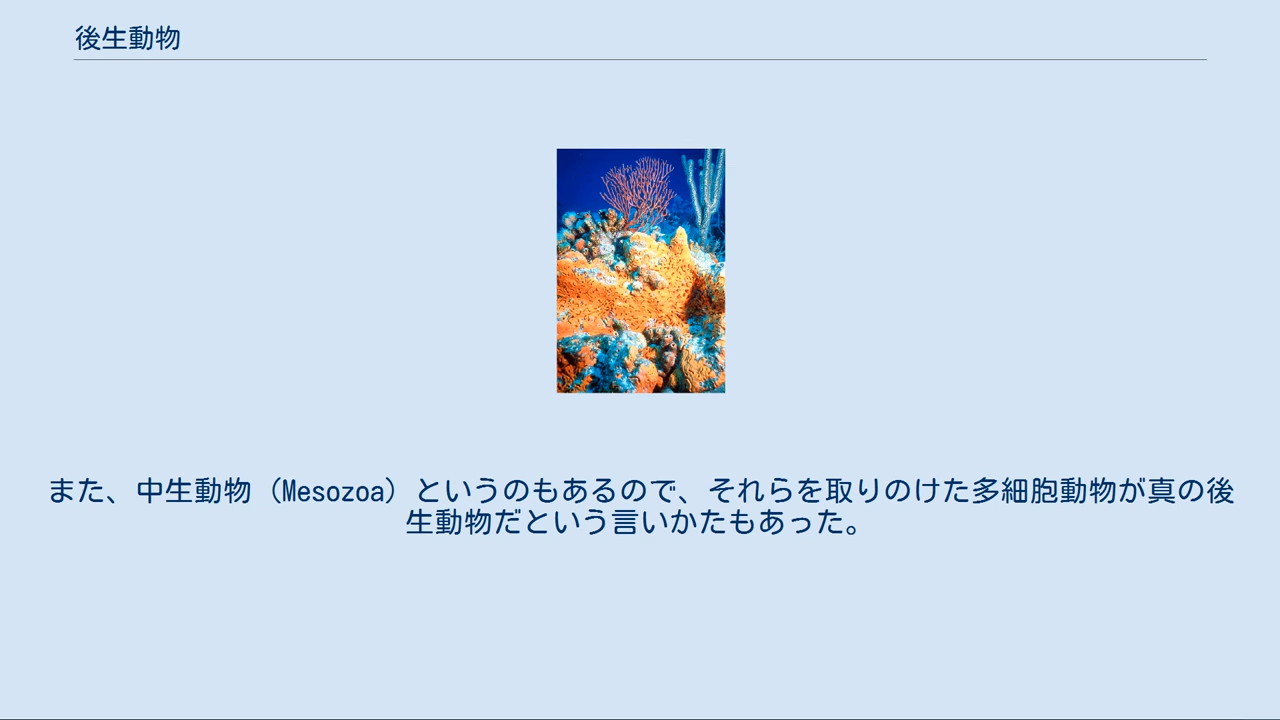 後生動物
また、中生動物（Mesozoa）というのもあるので、それらを取りのけた多細胞動物が真の後
生動物だという言いかたもあった。